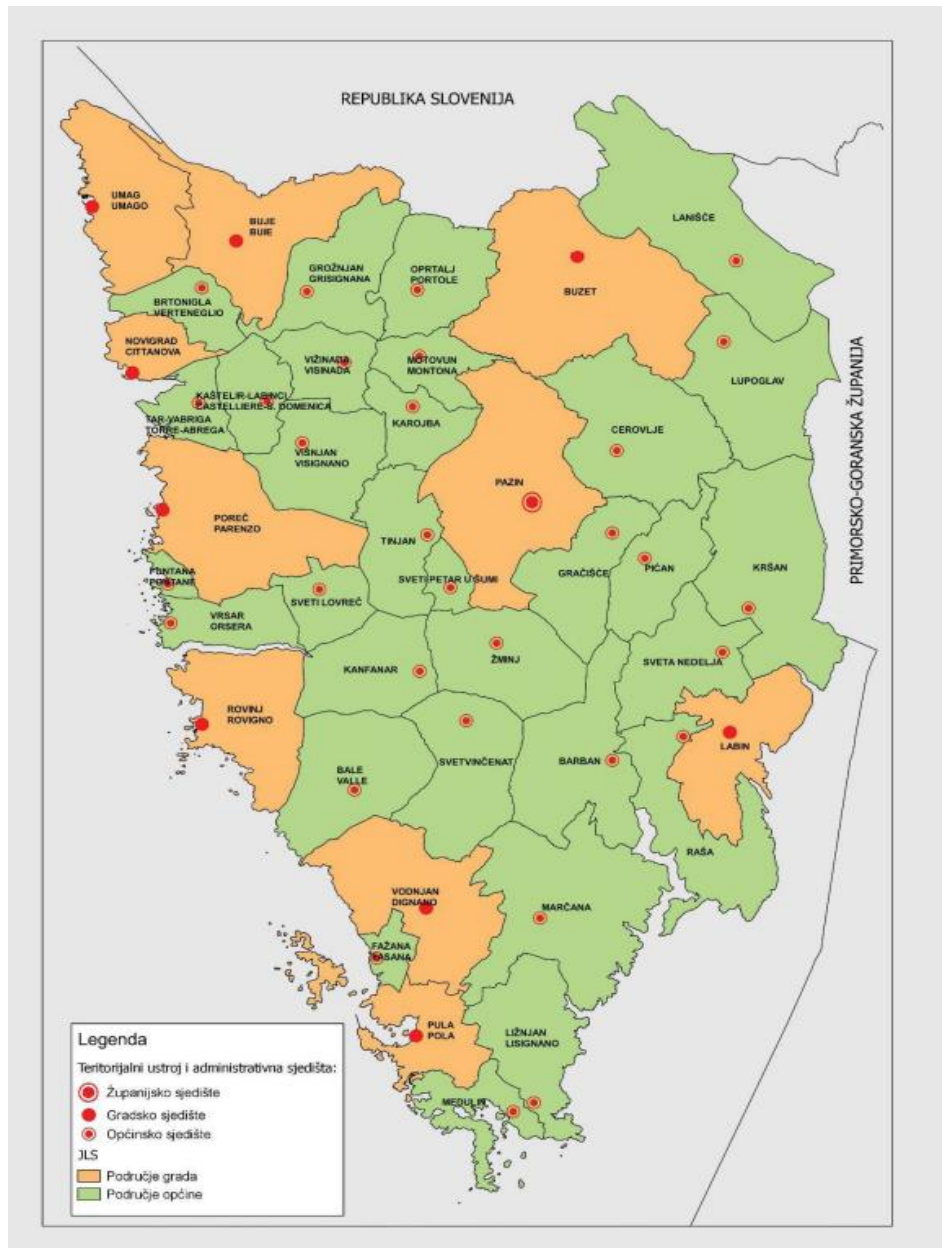 REPUBLIKA SLOVENIJA
PRIMORSKO-GORANSKA ŽUPANIJA
UMAG
UMAGO
BUJE
BUIE
LANIŠĆE
GROŽNJAN
GRISIGNANA
OPRTALJ
PORTOLE
BUZET
BRTONIGLA
VERTENEGLIO
NOVIGRAD
CITTANOVA
VIŽINADA
VISINADA
MOTOVUN
MONTONA
LUPOGLAV
KAŠTELIR-LABINCI
CASTELLIERE-S. DOMENICA
TAR-VABRIGA
TORRE-ABREGA
KAROJBA
CEROVLJE
VIŠNJAN
VISIGNANO
PAZIN
POREČ
PARENZO
TINJAN
FUNTANA
FONTANE
SVETI PETAR U ŠUMI
GRAČIŠĆE
PIĆAN
KRŠAN
SVETI LOVREČ
VRSAR
ORSERA
KANFANAR
ŽMINJ
SVETA NEDELJA
ROVINJ
ROVIGNO
LABIN
BALE
VALLE
SVETVINČENAT
BARBAN
RAŠA
VODNJAN
DIGNANO
MARČANA
FAŽANA
FASANA
PULA
POLA
LIŽNJAN
LISIGNANO
MEDULIN
Legenda
Teritorijalni ustroj i administrativna sjedišta:
Županijsko sjedište
Gradsko sjedište
Općinsko sjedište
JLS
Područje grada
Područje općine